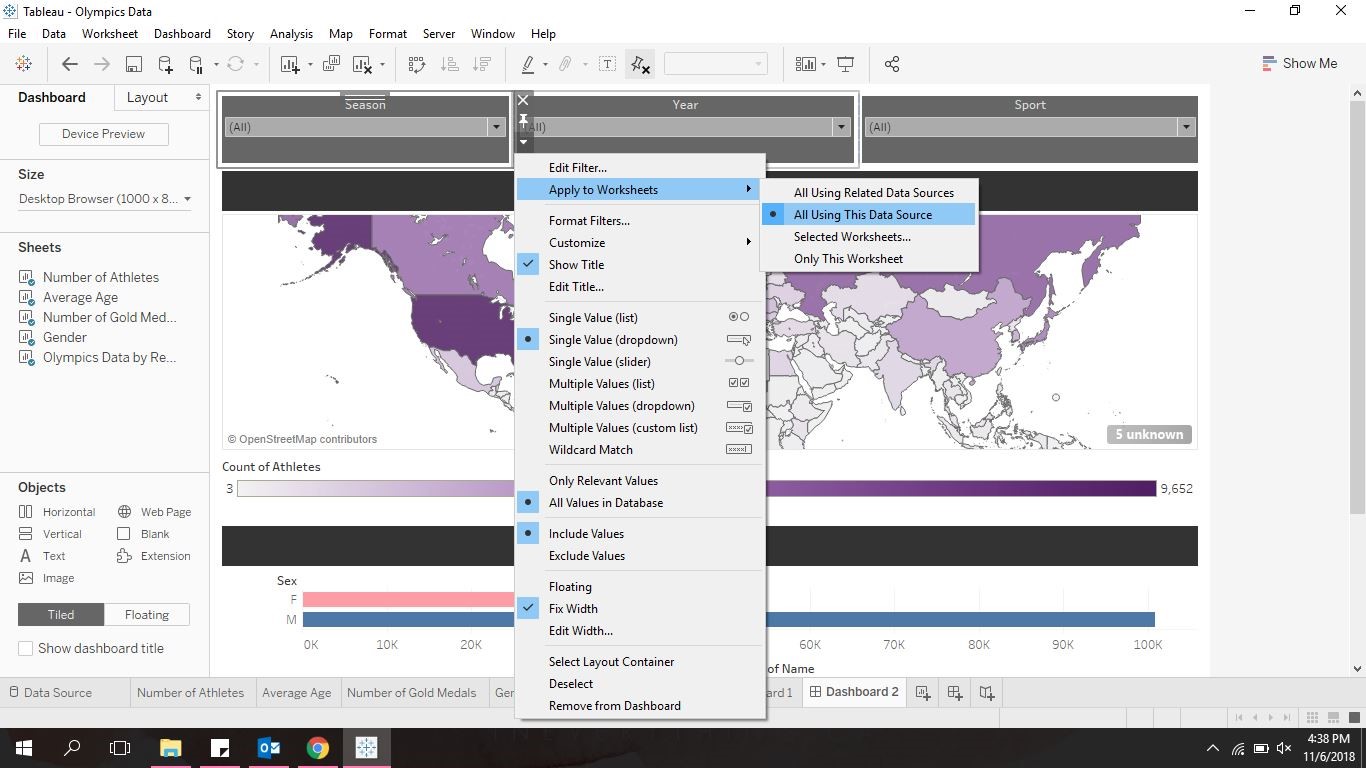 Tableau - Olympics Data
File Data Worksheet Dashboard Story Analysis Map Format Server Window Help
Show Me
Dashboard Layout
Device Preview
Size
Desktop Browser (1000 x 8...
Sheets
Number of Athletes
Average Age
Number of Gold Med...
Gender
Olympics Data by Re...
Objects
Horizontal Web Page
Vertical Blank
Text Extension
Image
Tiled Floating
Show dashboard title
Season Year Sport
(All) (All) (All)
Edit Filter...
Apply to Worksheets
Format Filters...
Customize
Show Title
Edit Title...
Single Value (list)
Single Value (dropdown)
Single Value (slider)
Multiple Values (list)
Multiple Values (dropdown)
Multiple Values (custom list)
Wildcard Match
Only Relevant Values
All Values in Database
Include Values
Exclude Values
Floating
Fix Width
Edit Width...
Select Layout Container
Deselect
Remove from Dashboard
All Using Related Data Sources
All Using This Data Source
Selected Worksheets...
Only This Worksheet
© OpenStreetMap contributors
5 unknown
Count of Athletes
3 9,652
Sex
F
M
0K 10K 20K 60K 70K 80K 90K 100K
of Name
Data Source Number of Athletes Average Age Number of Gold Medals Gen ard 1 Dashboard 2
4:38 PM
11/6/2018